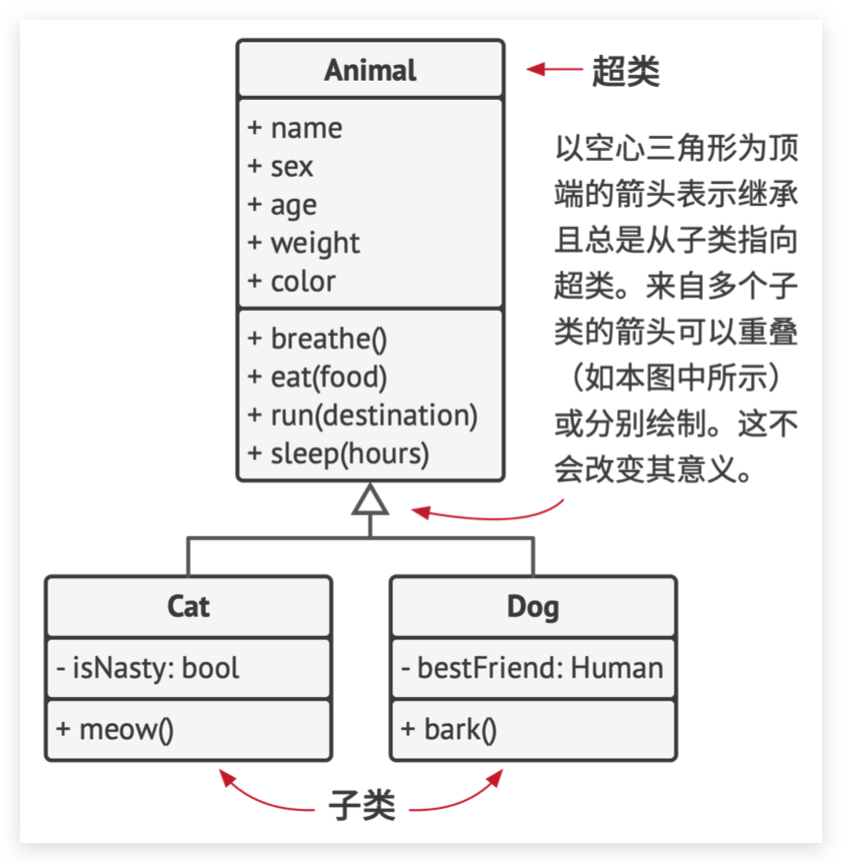 Animal
超类
+ name
+ sex
+ age
+ weight
+ color
+ breathe()
+ eat(food)
+ run(destination)
+ sleep(hours)
以空心三角形为顶
端的箭头表示继承
且总是从子类指向
超类。来自多个子
类的箭头可以重叠
（如本图中所示）
或分别绘制。这不
会改变其意义。
Cat
- isNasty: bool
+ meow()
Dog
- bestFriend: Human
+ bark()
子类